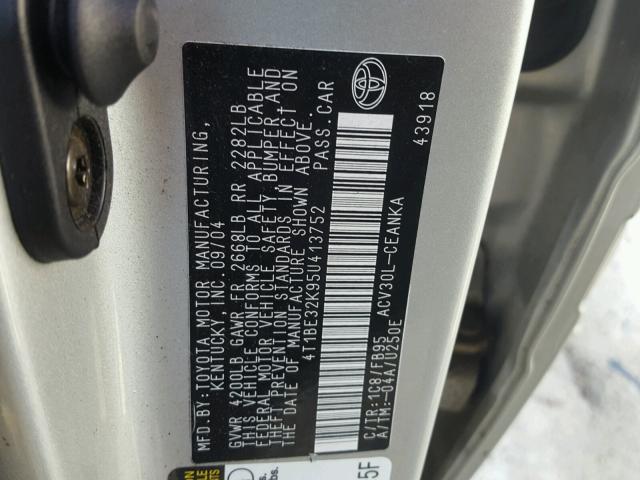 MFD.BY:TOYOTA MOTOR MANUFACTURING,
KENTUCKY, INC. 09/04
GVWR 4200LB GAWR FR 2668LB RR 2282LB
THIS VEHICLE CONFORMS TO ALL APPLICABLE
FEDERAL MOTOR VEHICLE SAFETY, BUMPER,AND
THEFT PREVENTION STANDARDS IN EFFECT ON
THE DATE OF MANUFACTURE SHOWN ABOVE.
4T1BE32K95U413752 PASS.CAR
C/TR:1C8/FB95 ACV30L-CEANKA
A/TM:-04A/U250E 43918
5F